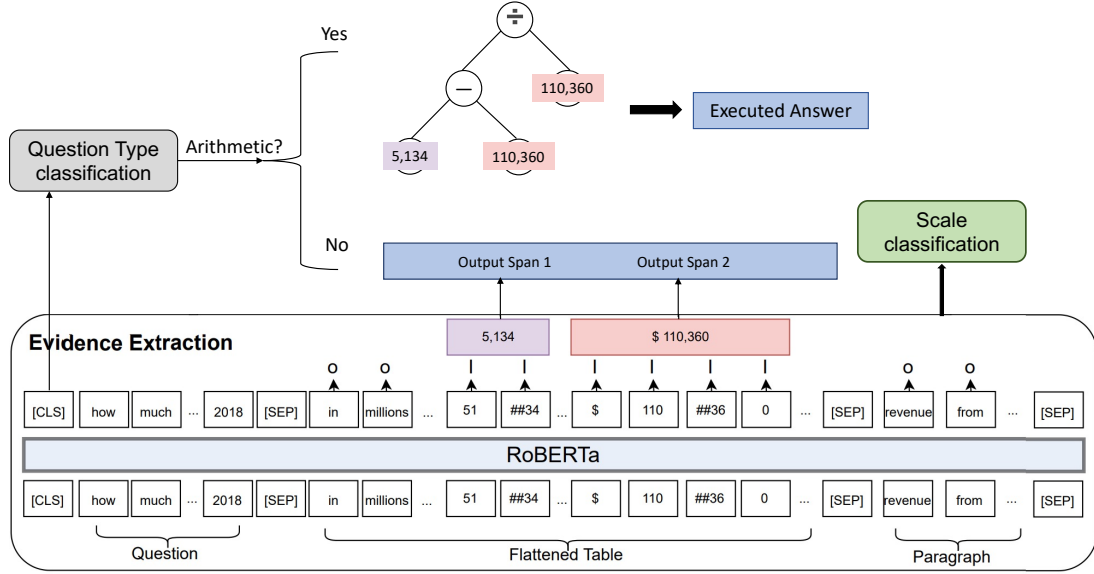 ÷
Yes
110,360
—
Executed Answer
Question Type
classification
Arithmetic?
5,134
110,360
Scale
classification
No
Output Span 1
Output Span 2
Evidence Extraction
5,134
$ 110,360
O O I I I I I I O O
[CLS] how much ... 2018 [SEP] in millions ... 51 ##34 ... $ 110 ##36 0 ... [SEP] revenue from ... [SEP]
RoBERTa
[CLS] how much ... 2018 [SEP] in millions ... 51 ##34 ... $ 110 ##36 0 ... [SEP] revenue from ... [SEP]
Question
Flattened Table
Paragraph